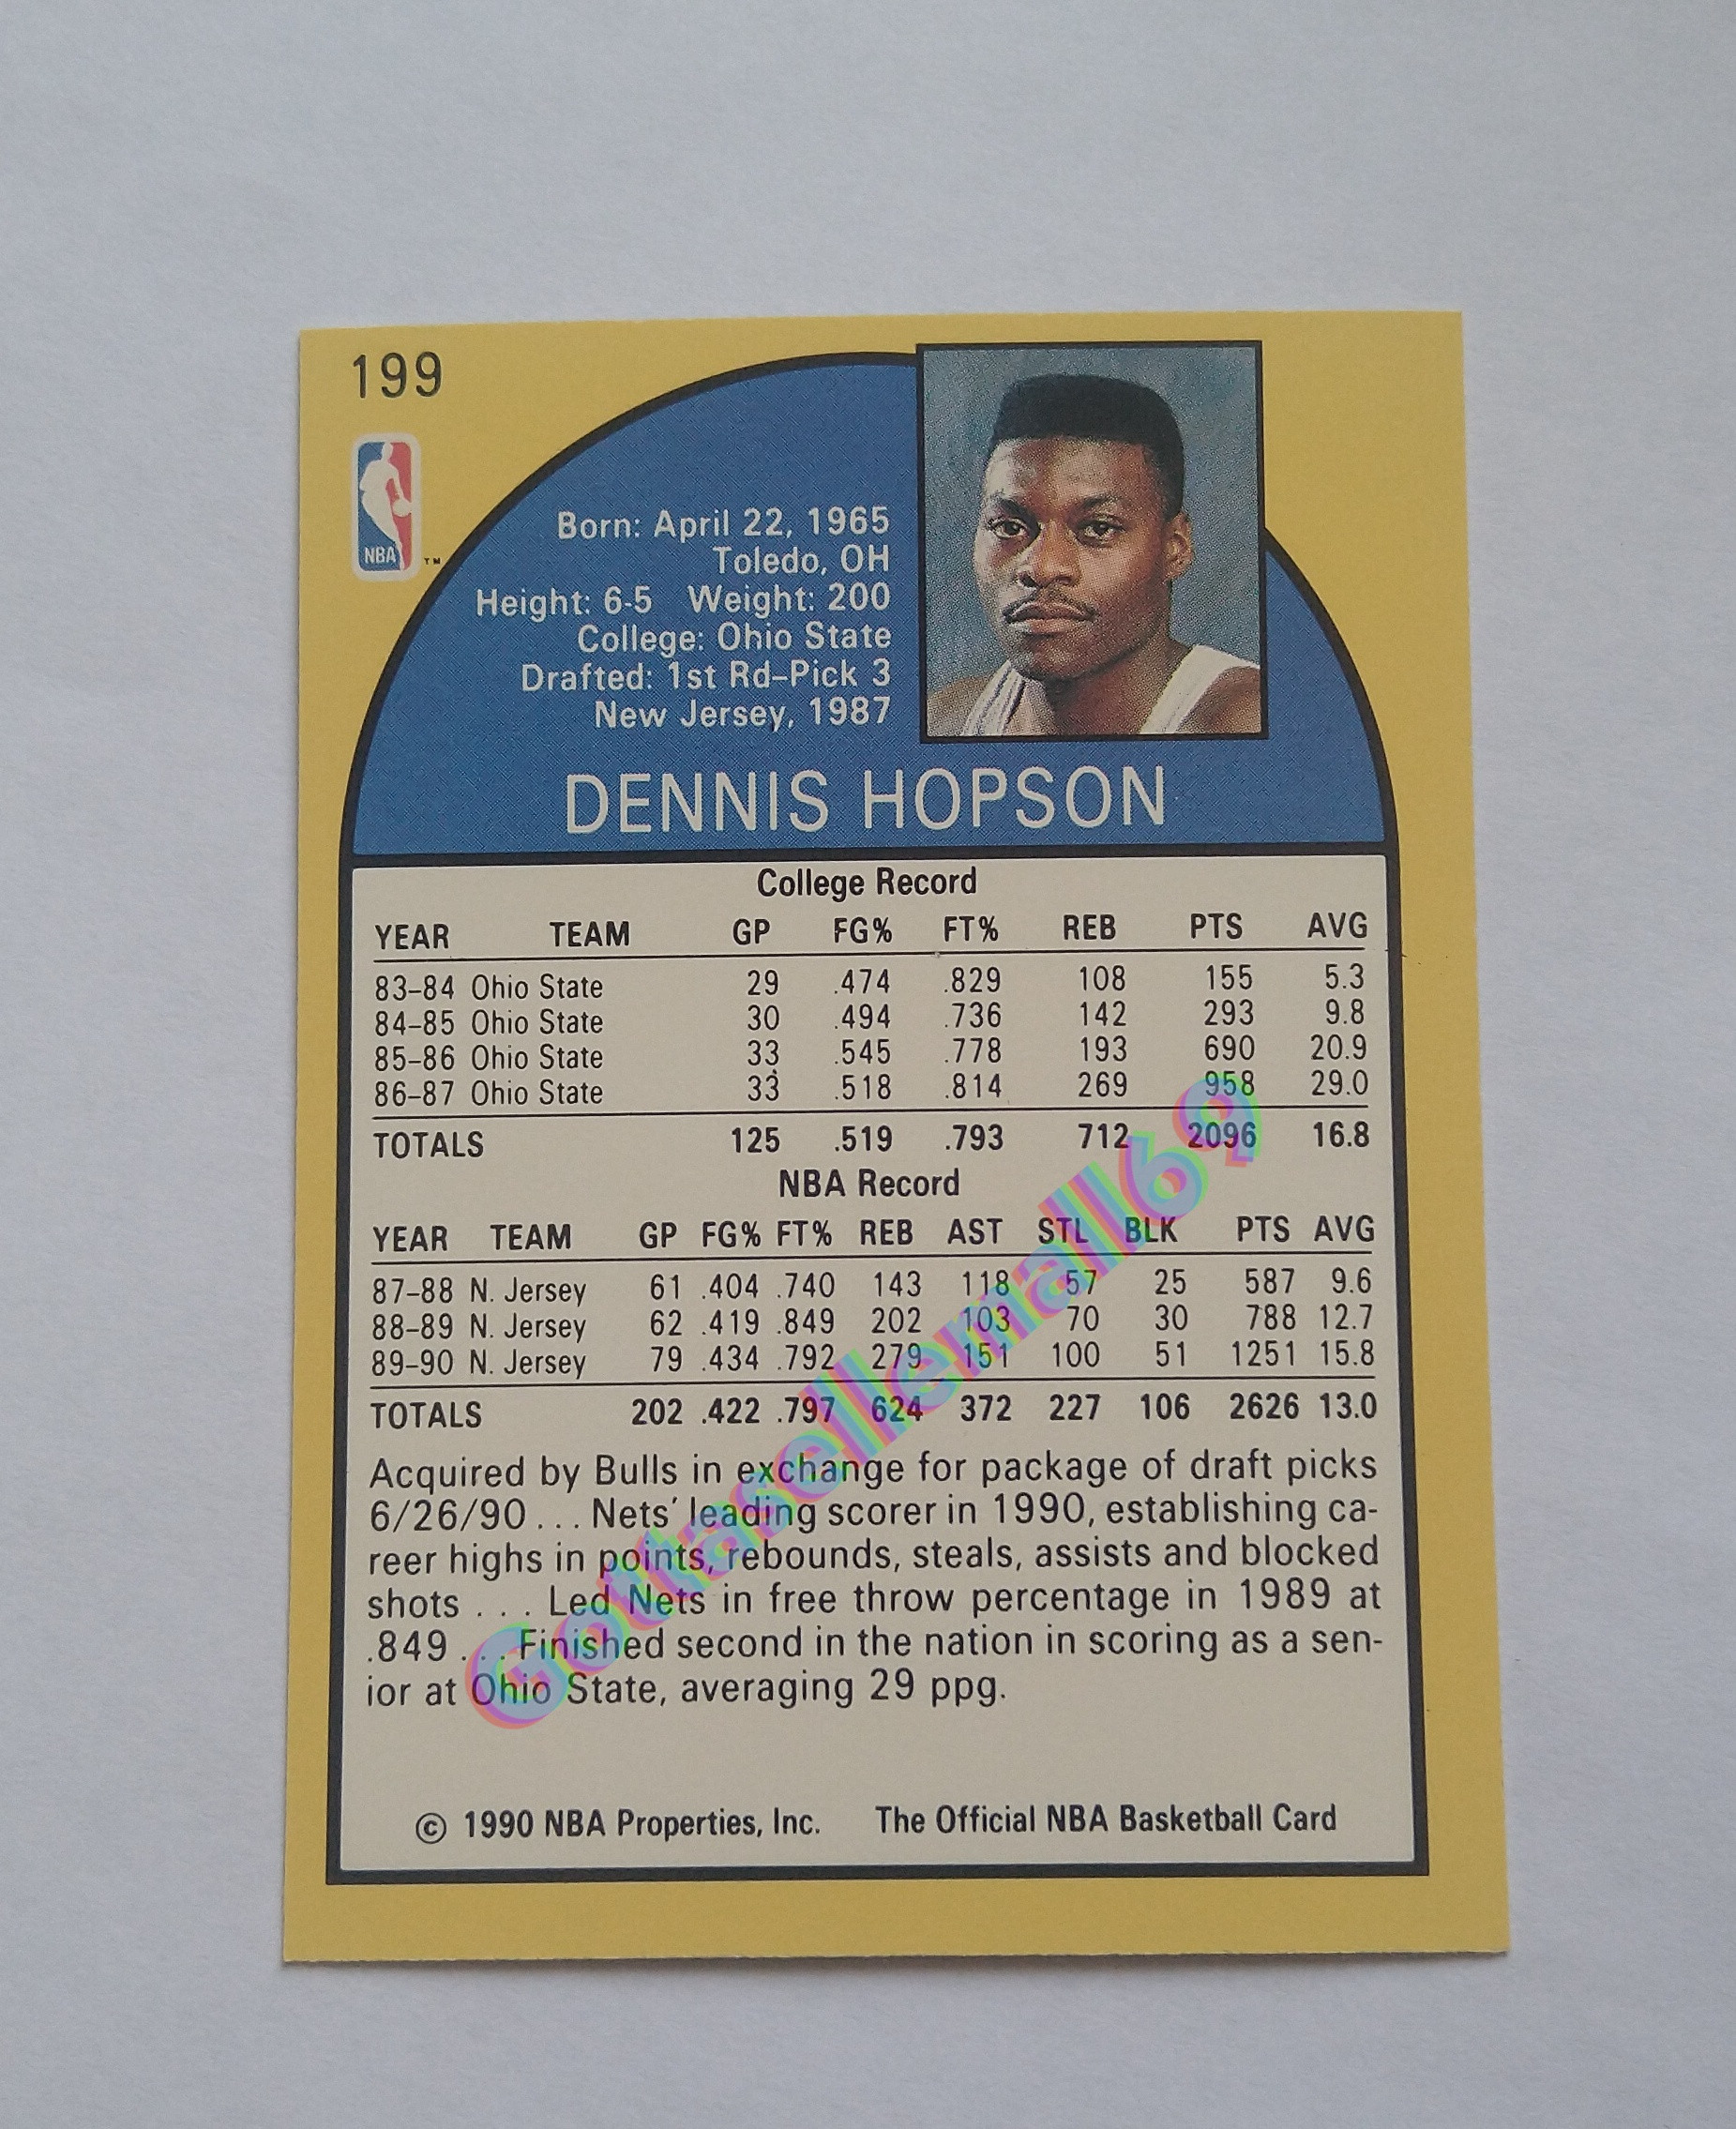 199
NBA
TM
Born: April 22, 1965
Toledo, OH
Height: 6-5 Weight: 200
College: Ohio State
Drafted: 1st Rd–Pick 3
New Jersey, 1987
DENNIS HOPSON
College Record
YEAR TEAM GP FG% FT% REB PTS AVG
83–84 Ohio State 29 .474 .829 108 155 5.3
84–85 Ohio State 30 .494 .736 142 293 9.8
85–86 Ohio State 33 .545 .778 193 690 20.9
86–87 Ohio State 33 .518 .814 269 958 29.0
TOTALS 125 .519 .793 712 2096 16.8
NBA Record
YEAR TEAM GP FG% FT% REB AST STL BLK PTS AVG
87–88 N. Jersey 61 .404 .740 143 118 57 25 587 9.6
88–89 N. Jersey 62 .419 .849 202 103 70 30 788 12.7
89–90 N. Jersey 79 .434 .792 279 151 100 51 1251 15.8
TOTALS 202 .422 .797 624 372 227 106 2626 13.0
Acquired by Bulls in exchange for package of draft picks
6/26/90 . . . Nets' leading scorer in 1990, establishing ca-
reer highs in points, rebounds, steals, assists and blocked
shots . . . Led Nets in free throw percentage in 1989 at
.849 . . . Finished second in the nation in scoring as a sen-
ior at Ohio State, averaging 29 ppg.
© 1990 NBA Properties, Inc. The Official NBA Basketball Card
Gottasellemall69